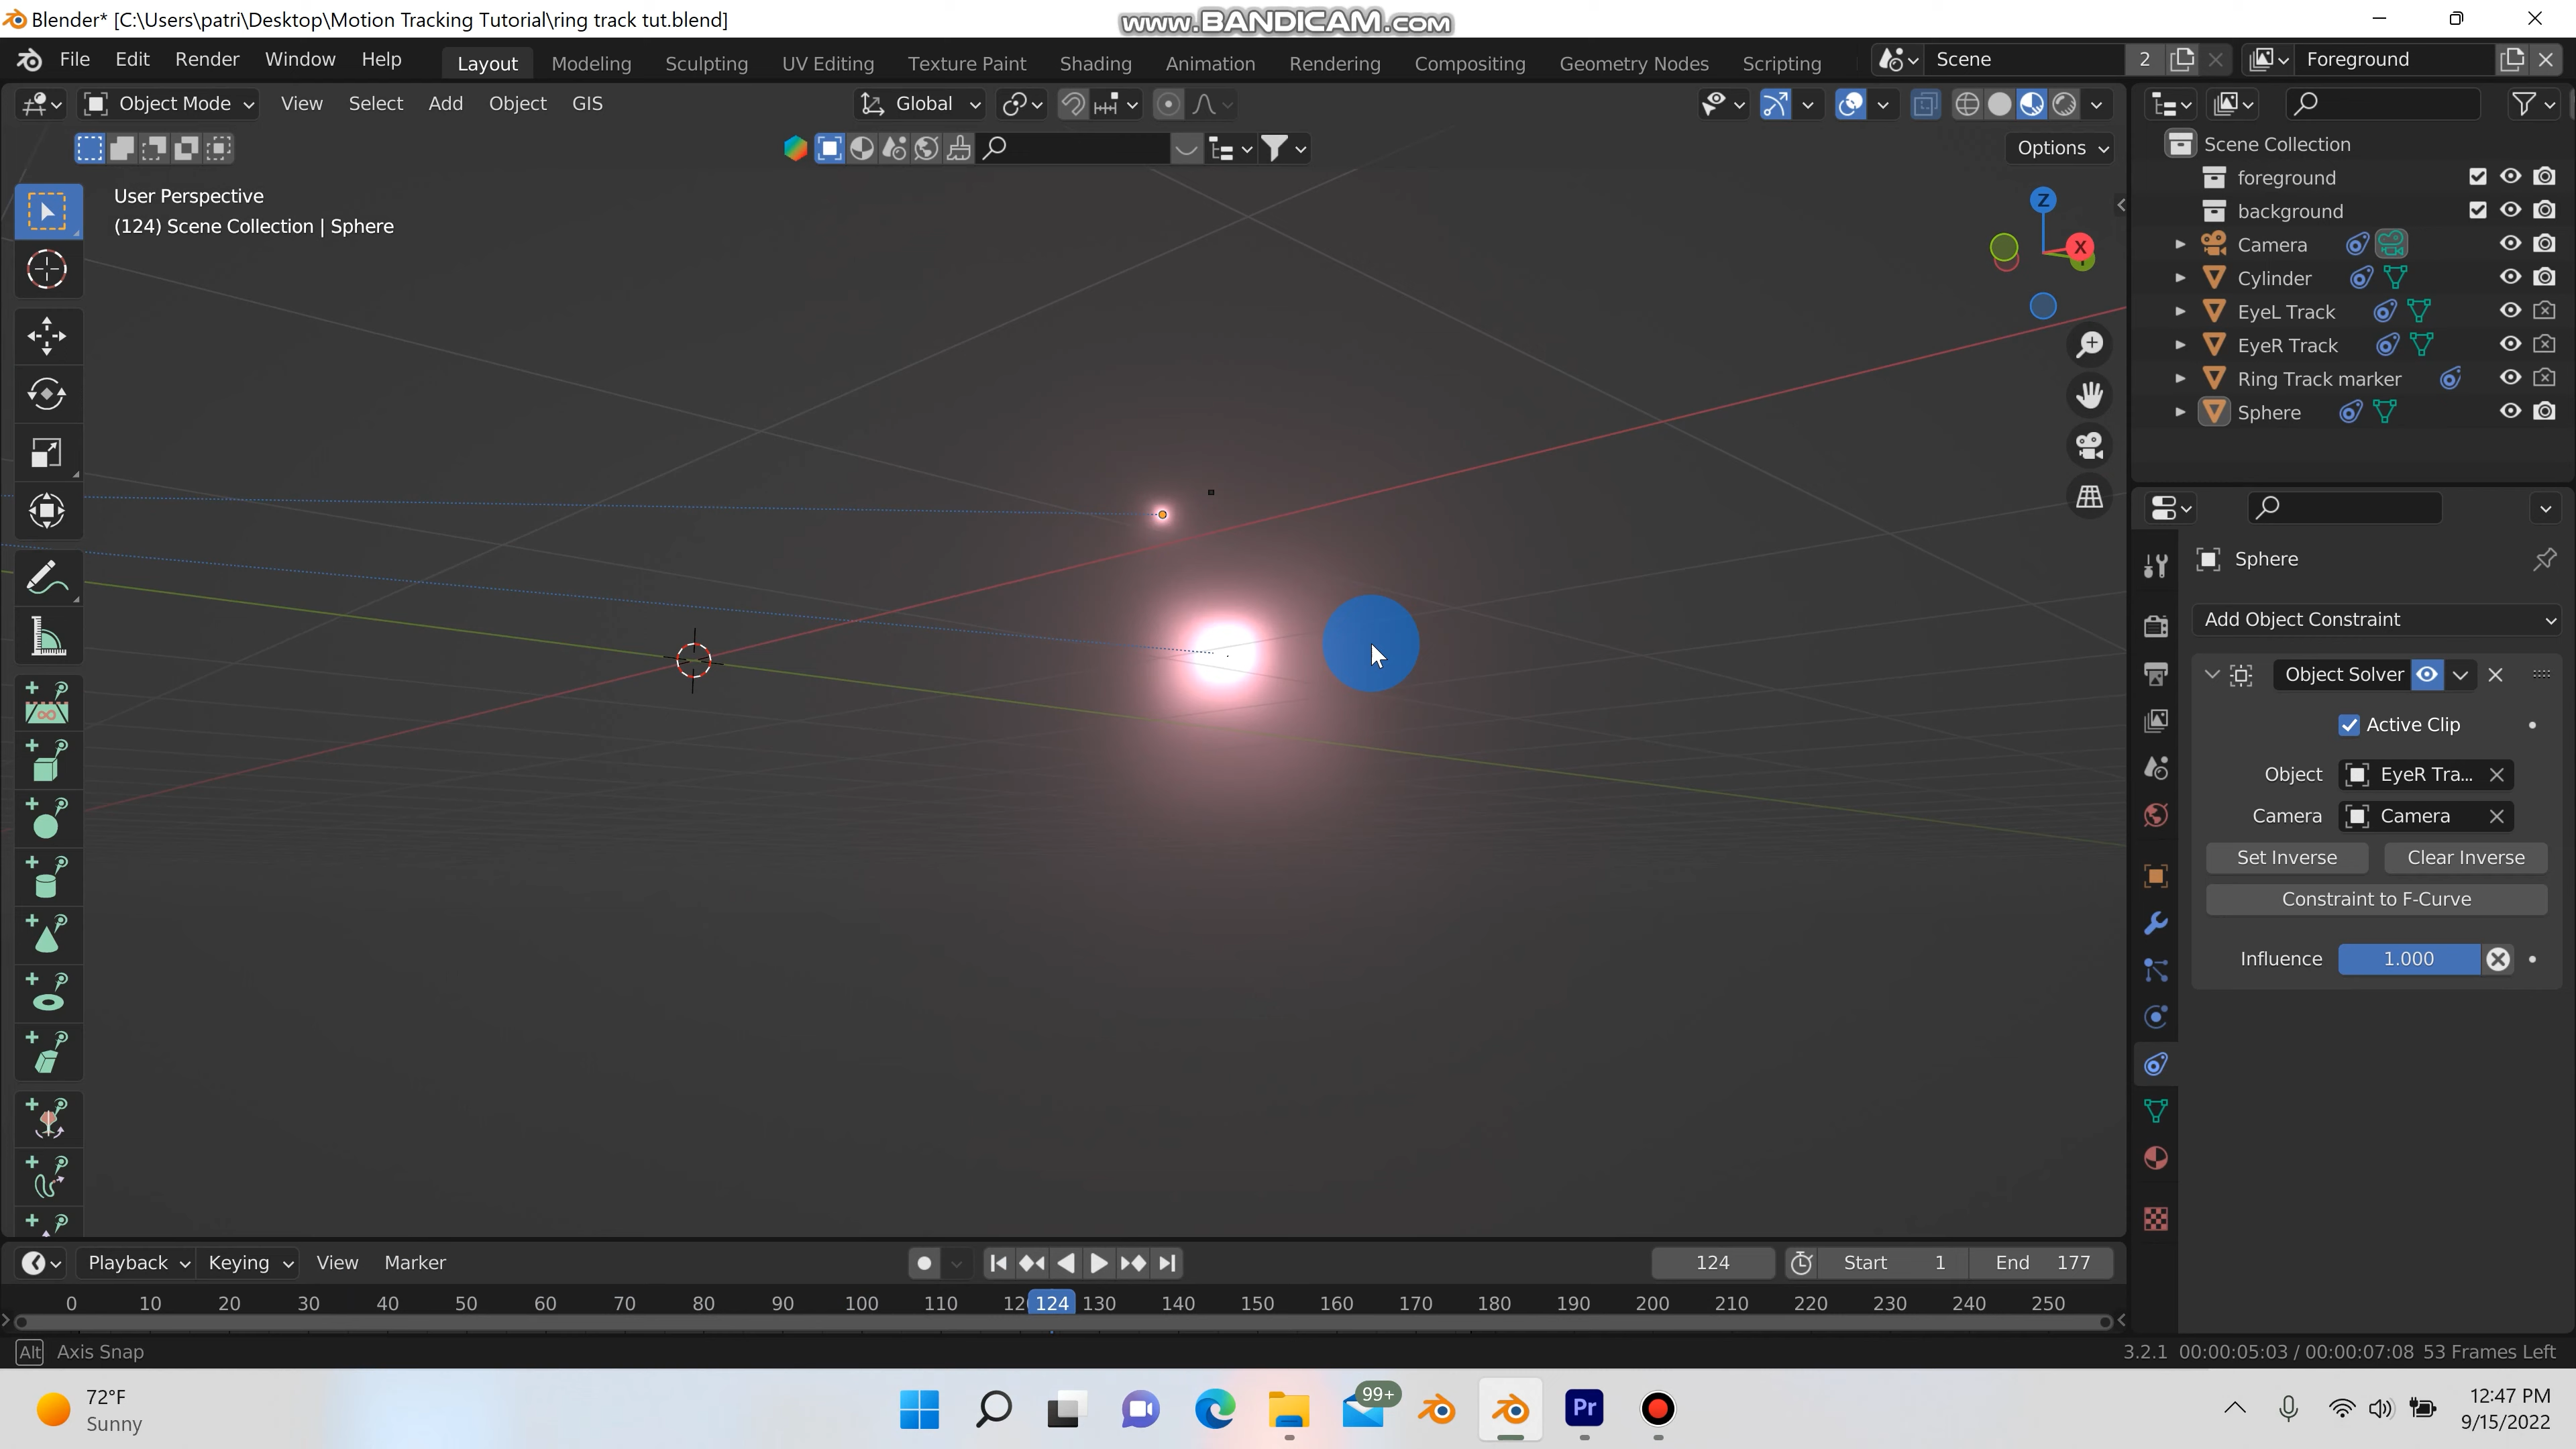 Blender* [C:\Users\patri\Desktop\Motion Tracking Tutorial\ring track tut.blend]
www.BANDICAM.com
File Edit Render Window Help Layout Modeling Sculpting UV Editing Texture Paint Shading Animation Rendering Compositing Geometry Nodes Scripting Scene 2 Foreground
Object Mode View Select Add Object GIS Global
Options
User Perspective
(124) Scene Collection | Sphere
Z
X
Scene Collection
foreground
background
Camera
Cylinder
EyeL Track
EyeR Track
Ring Track marker
Sphere
Sphere
Add Object Constraint
Object Solver
Active Clip
Object EyeR Tra...
Camera Camera
Set Inverse Clear Inverse
Constraint to F-Curve
Influence 1.000
Playback Keying View Marker 124 Start 1 End 177
0 10 20 30 40 50 60 70 80 90 100 110 124 130 140 150 160 170 180 190 200 210 220 230 240 250
Alt Axis Snap
3.2.1 00:00:05:03 / 00:00:07:08 53 Frames Left
72°F
Sunny
99+
Pr
12:47 PM
9/15/2022